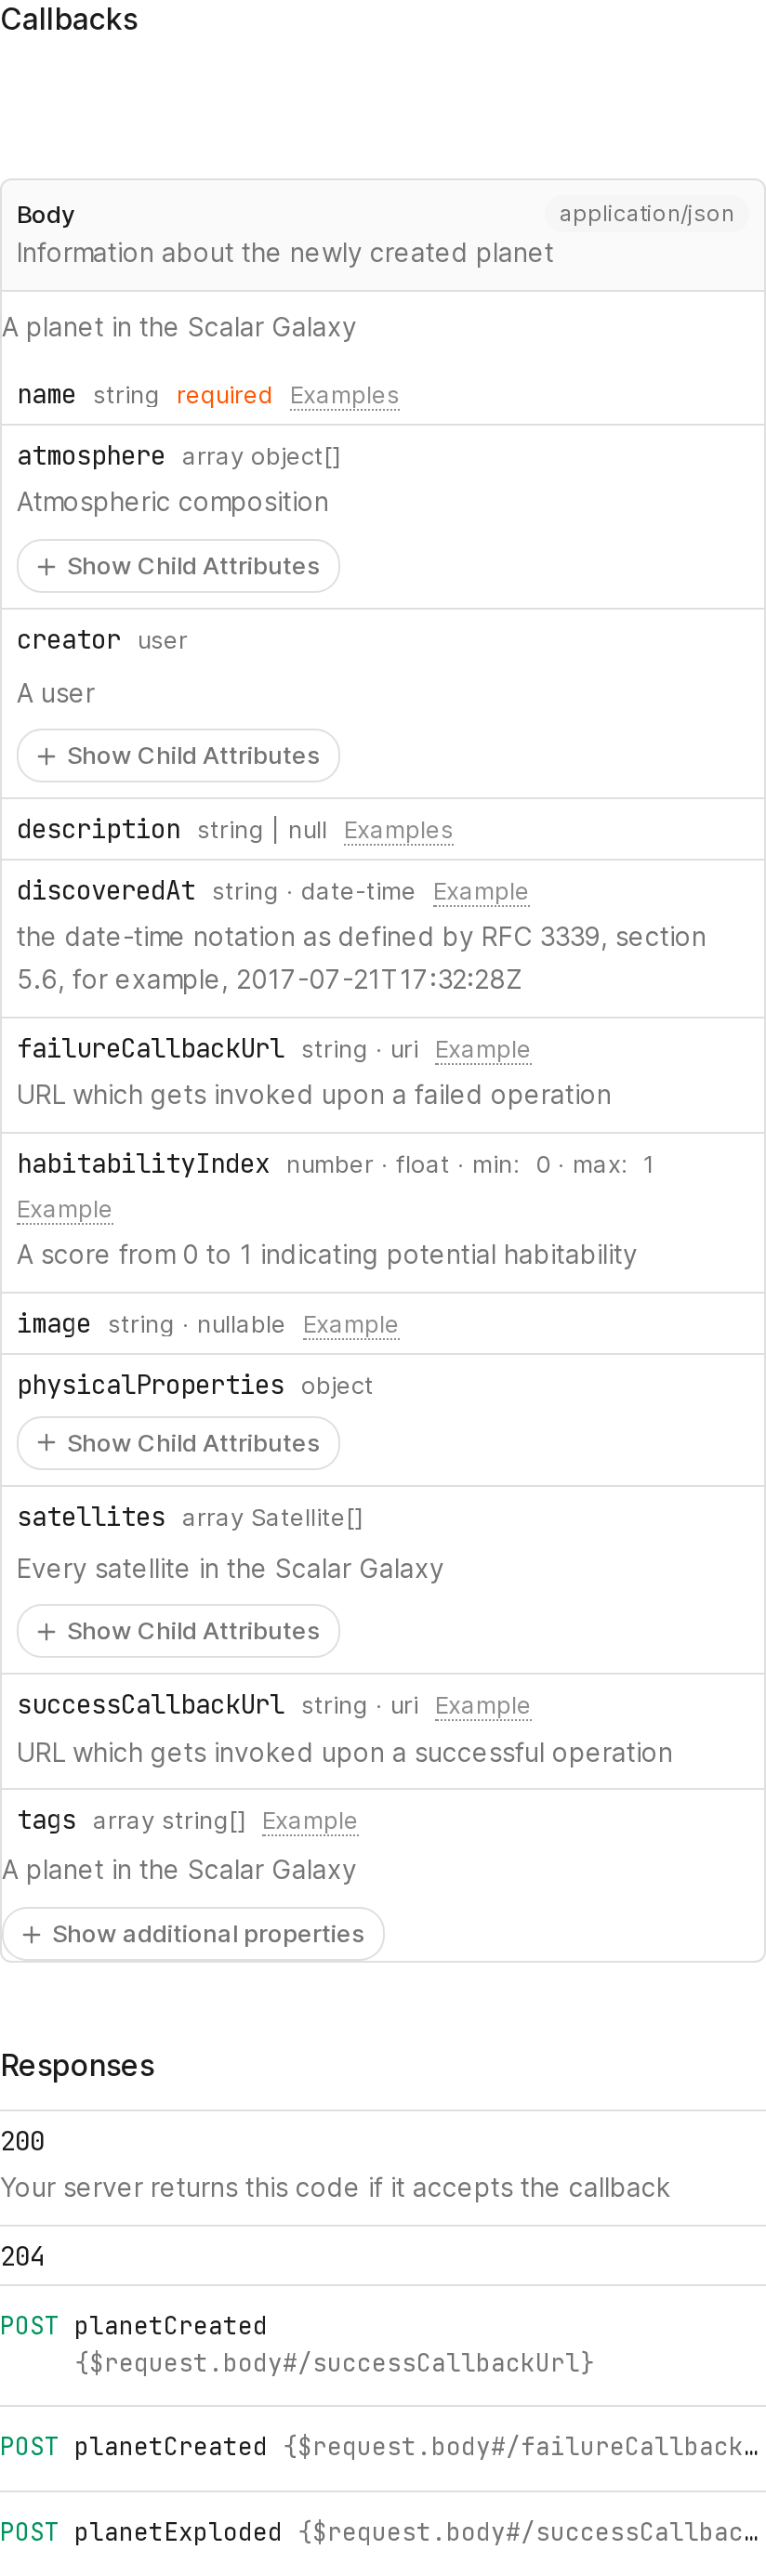 Callbacks
Body application/json
Information about the newly created planet
A planet in the Scalar Galaxy
name string required Examples
atmosphere array object[]
Atmospheric composition
+ Show Child Attributes
creator user
A user
+ Show Child Attributes
description string | null Examples
discoveredAt string · date-time Example
the date-time notation as defined by RFC 3339, section
5.6, for example, 2017-07-21T17:32:28Z
failureCallbackUrl string · uri Example
URL which gets invoked upon a failed operation
habitabilityIndex number · float · min: 0 · max: 1
Example
A score from 0 to 1 indicating potential habitability
image string · nullable Example
physicalProperties object
+ Show Child Attributes
satellites array Satellite[]
Every satellite in the Scalar Galaxy
+ Show Child Attributes
successCallbackUrl string · uri Example
URL which gets invoked upon a successful operation
tags array string[] Example
A planet in the Scalar Galaxy
+ Show additional properties
Responses
200
Your server returns this code if it accepts the callback
204
POST planetCreated
{$request.body#/successCallbackUrl}
POST planetCreated {$request.body#/failureCallback…
POST planetExploded {$request.body#/successCallbac…